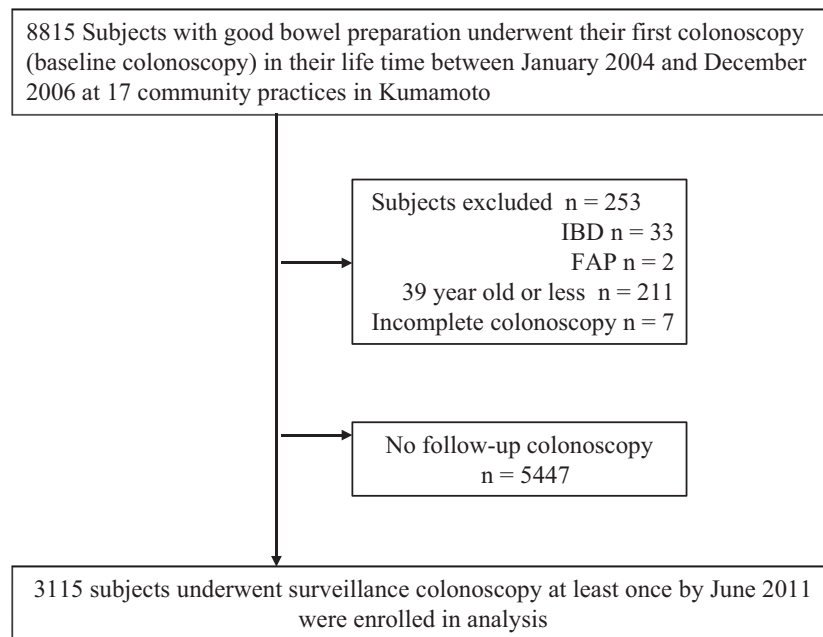 8815 Subjects with good bowel preparation underwent their first colonoscopy
(baseline colonoscopy) in their life time between January 2004 and December
2006 at 17 community practices in Kumamoto
Subjects excluded n = 253
IBD n = 33
FAP n = 2
39 year old or less n = 211
Incomplete colonoscopy n = 7
No follow-up colonoscopy
n = 5447
3115 subjects underwent surveillance colonoscopy at least once by June 2011
were enrolled in analysis